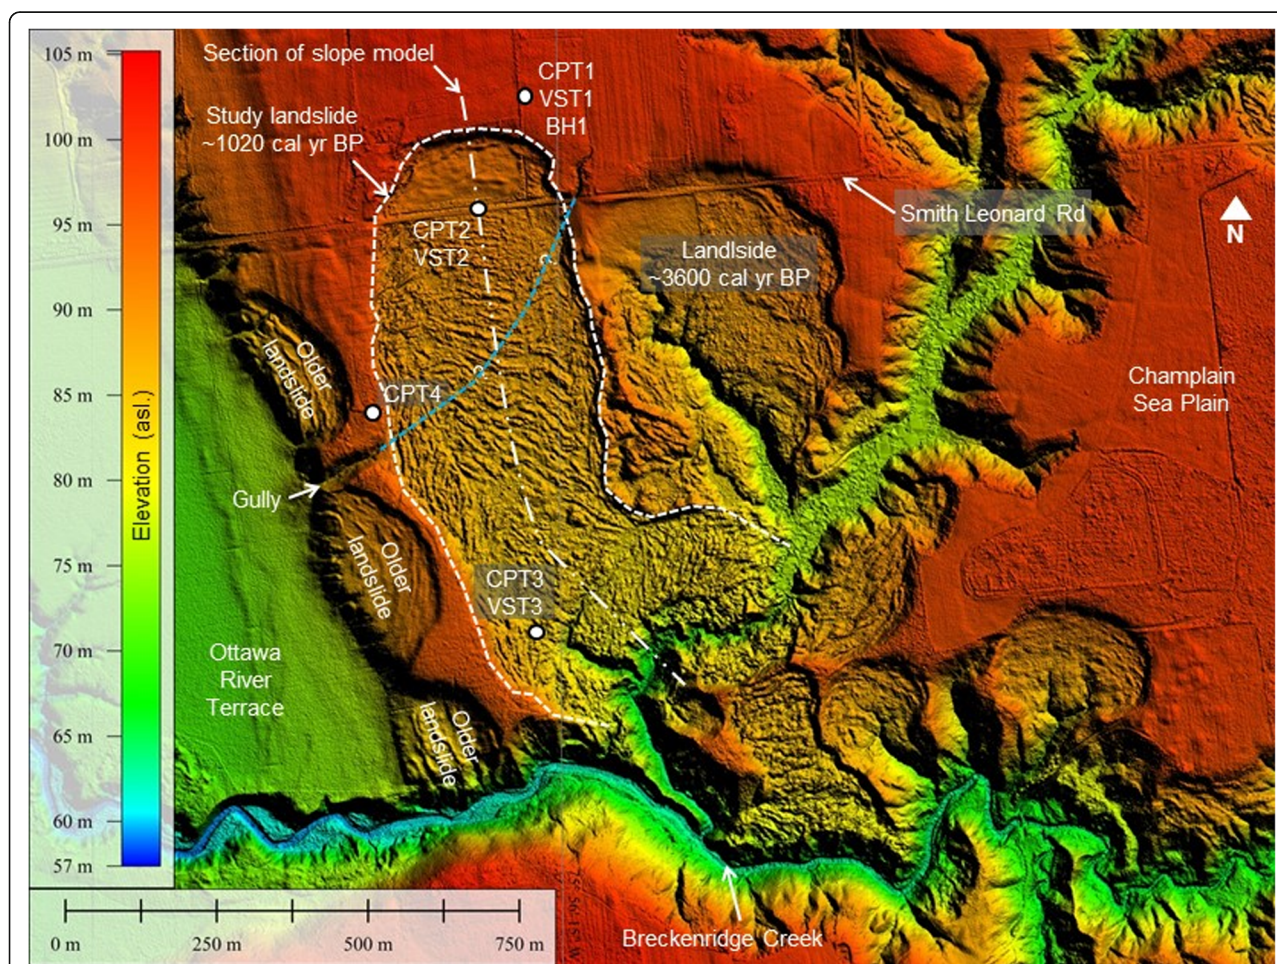 105 m
100 m
95 m
90 m
85 m
80 m
75 m
70 m
65 m
60 m
57 m
Elevation (asl.)
Section of slope model
CPT1
VST1
BH1
Study landslide
~1020 cal yr BP
Smith Leonard Rd
N
CPT2
VST2
Landlside
~3600 cal yr BP
Older
landslide
CPT4
Champlain
Sea Plain
Gully
Older
landslide
CPT3
VST3
Ottawa
River
Terrace
Older
landslide
0 m
250 m
500 m
750 m
Breckenridge Creek